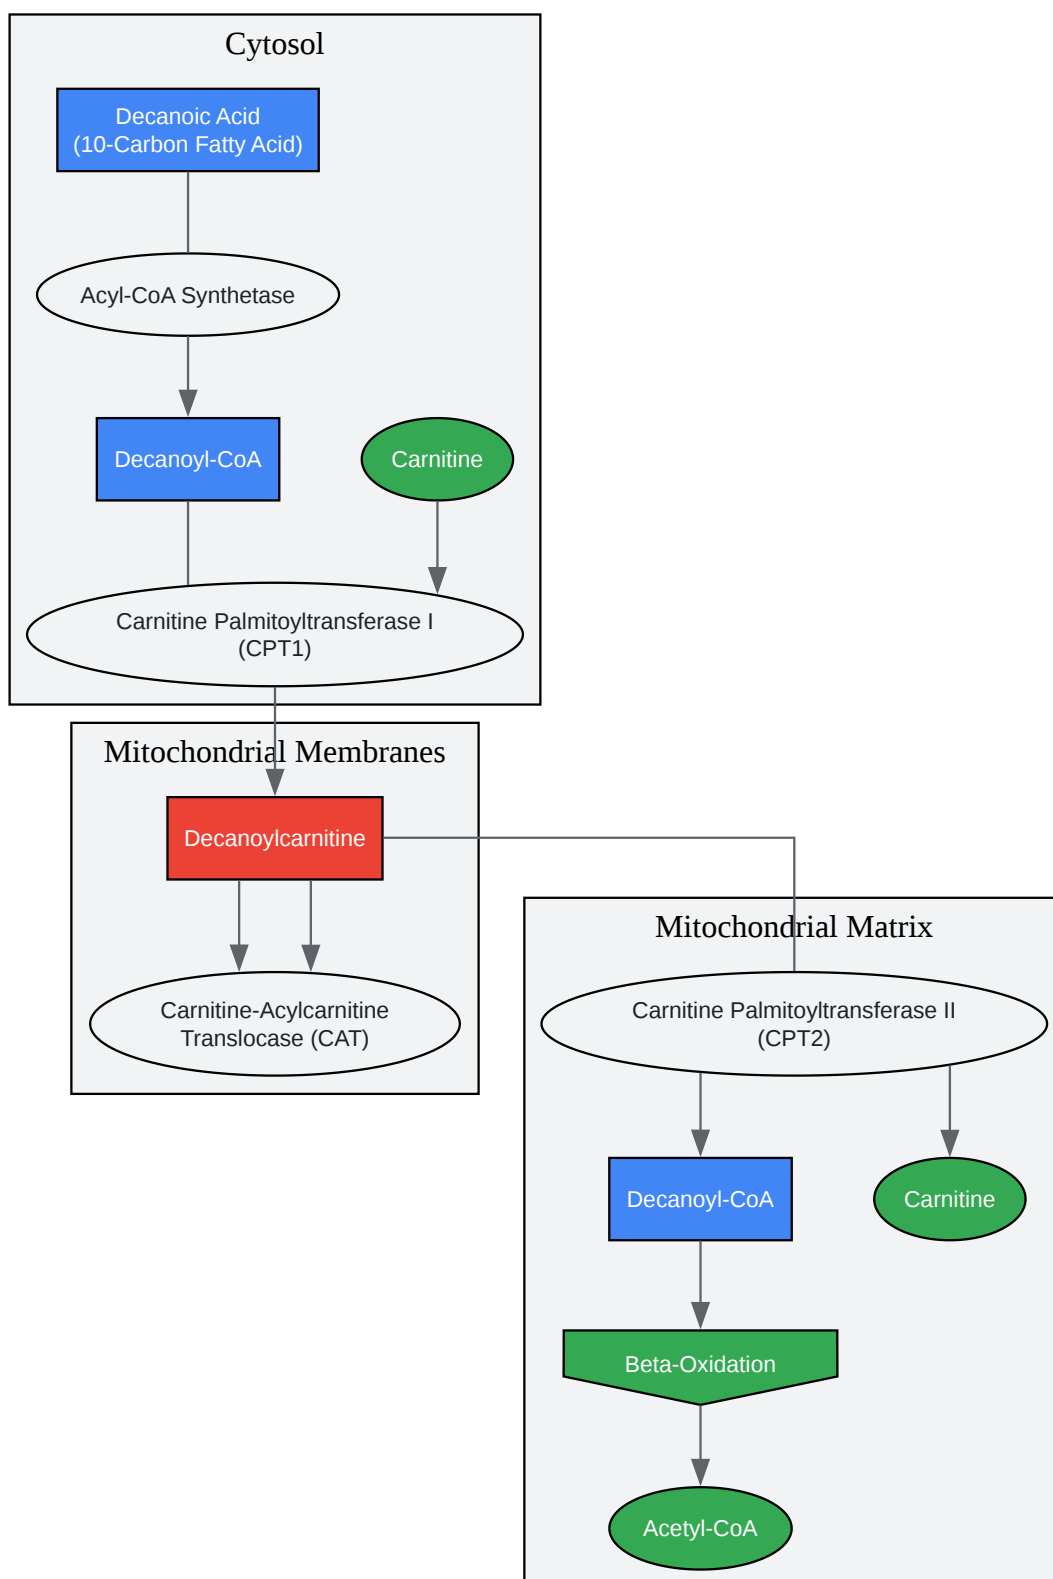 Cytosol
Decanoic Acid
(10-Carbon Fatty Acid)
Acyl-CoA Synthetase
Decanoyl-CoA
Carnitine
Carnitine Palmitoyltransferase I
(CPT1)
Mitochondrial Membranes
Decanoylcarnitine
Carnitine-Acylcarnitine
Translocase (CAT)
Mitochondrial Matrix
Carnitine Palmitoyltransferase II
(CPT2)
Decanoyl-CoA
Carnitine
Beta-Oxidation
Acetyl-CoA